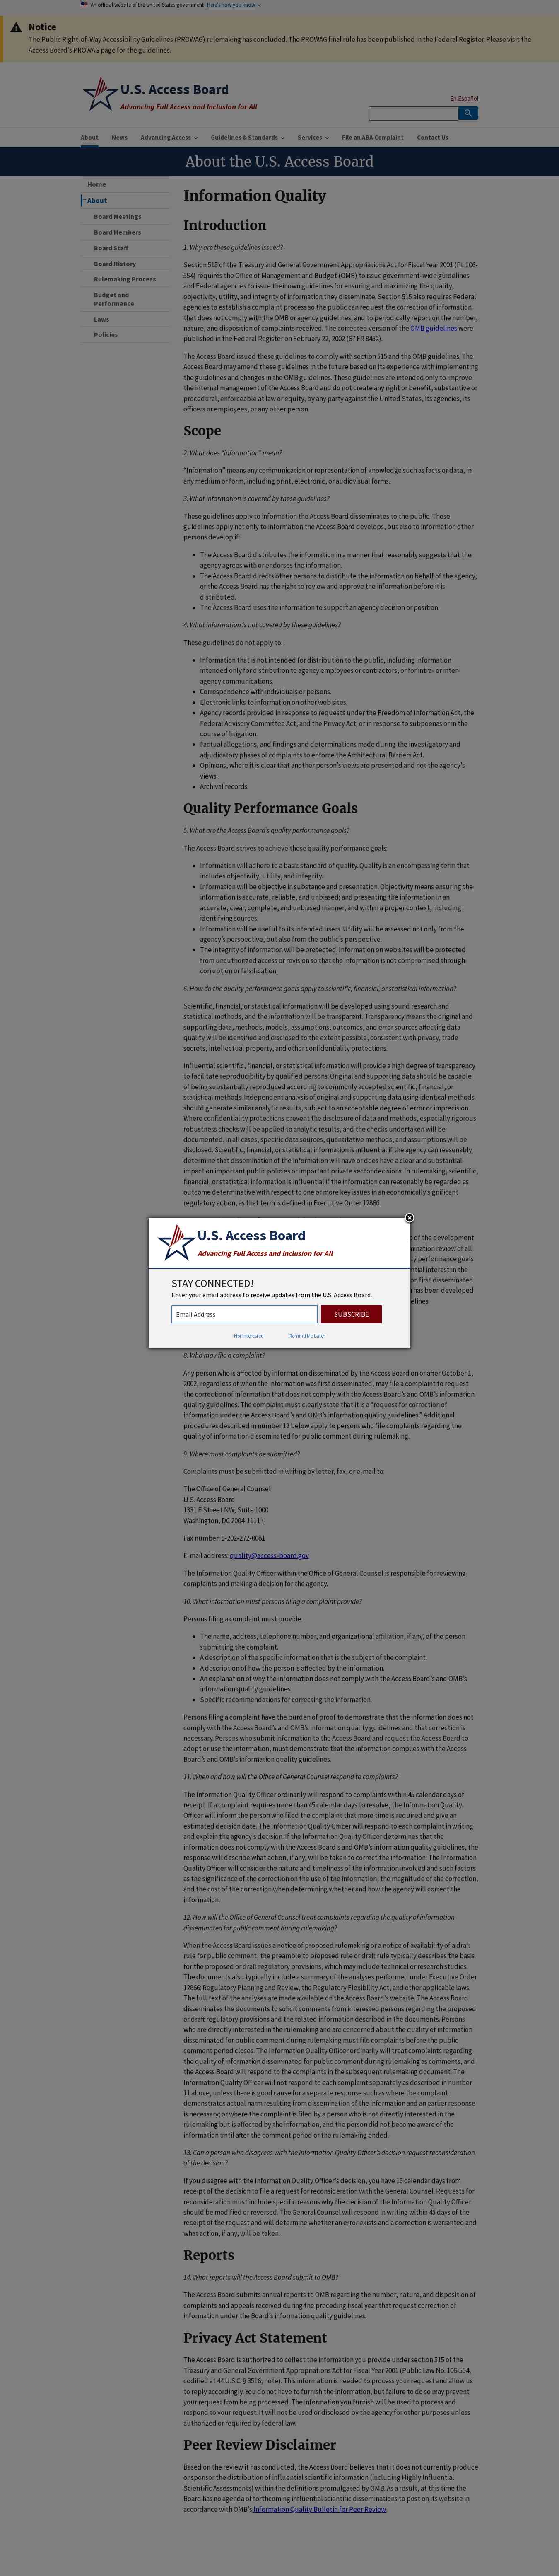 An official website of the United States government Here's how you know
Notice
The Public Right-of-Way Accessibility Guidelines (PROWAG) rulemaking has concluded. The PROWAG final rule has been published in the Federal Register. Please visit the
Access Board's PROWAG page for the guidelines.
U.S. Access Board
Advancing Full Access and Inclusion for All
En Español
About News Advancing Access Guidelines & Standards Services File an ABA Complaint Contact Us
About the U.S. Access Board
Home
About
Board Meetings
Board Members
Board Staff
Board History
Rulemaking Process
Budget and
Performance
Laws
Policies
Information Quality
Introduction
1. Why are these guidelines issued?
Section 515 of the Treasury and General Government Appropriations Act for Fiscal Year 2001 (PL 106-
554) requires the Office of Management and Budget (OMB) to issue government-wide guidelines
and Federal agencies to issue their own guidelines for ensuring and maximizing the quality,
objectivity, utility, and integrity of information they disseminate. Section 515 also requires Federal
agencies to establish a complaint process so the public can request the correction of information
that does not comply with the OMB or agency guidelines; and to periodically report on the number,
nature, and disposition of complaints received. The corrected version of the OMB guidelines were
published in the Federal Register on February 22, 2002 (67 FR 8452).
The Access Board issued these guidelines to comply with section 515 and the OMB guidelines. The
Access Board may amend these guidelines in the future based on its experience with implementing
the guidelines and changes in the OMB guidelines. These guidelines are intended only to improve
the internal management of the Access Board and do not create any right or benefit, substantive or
procedural, enforceable at law or equity, by any party against the United States, its agencies, its
officers or employees, or any other person.
Scope
2. What does “information” mean?
“Information” means any communication or representation of knowledge such as facts or data, in
any medium or form, including print, electronic, or audiovisual forms.
3. What information is covered by these guidelines?
These guidelines apply to information the Access Board disseminates to the public. These
guidelines apply not only to information the Access Board develops, but also to information other
persons develop if:
The Access Board distributes the information in a manner that reasonably suggests that the
agency agrees with or endorses the information.
The Access Board directs other persons to distribute the information on behalf of the agency,
or the Access Board has the right to review and approve the information before it is
distributed.
The Access Board uses the information to support an agency decision or position.
4. What information is not covered by these guidelines?
These guidelines do not apply to:
Information that is not intended for distribution to the public, including information
intended only for distribution to agency employees or contractors, or for intra- or inter-
agency communications.
Correspondence with individuals or persons.
Electronic links to information on other web sites.
Agency records provided in response to requests under the Freedom of Information Act, the
Federal Advisory Committee Act, and the Privacy Act; or in response to subpoenas or in the
course of litigation.
Factual allegations, and findings and determinations made during the investigatory and
adjudicatory phases of complaints to enforce the Architectural Barriers Act.
Opinions, where it is clear that another person's views are presented and not the agency's
views.
Archival records.
Quality Performance Goals
5. What are the Access Board's quality performance goals?
The Access Board strives to achieve these quality performance goals:
Information will adhere to a basic standard of quality. Quality is an encompassing term that
includes objectivity, utility, and integrity.
Information will be objective in substance and presentation. Objectivity means ensuring the
information is accurate, reliable, and unbiased; and presenting the information in an
accurate, clear, complete, and unbiased manner, and within a proper context, including
identifying sources.
Information will be useful to its intended users. Utility will be assessed not only from the
agency's perspective, but also from the public's perspective.
The integrity of information will be protected. Information on web sites will be protected
from unauthorized access or revision so that the information is not compromised through
corruption or falsification.
6. How do the quality performance goals apply to scientific, financial, or statistical information?
Scientific, financial, or statistical information will be developed using sound research and
statistical methods, and the information will be transparent. Transparency means the original and
supporting data, methods, models, assumptions, outcomes, and error sources affecting data
quality will be identified and disclosed to the extent possible, consistent with privacy, trade
secrets, intellectual property, and other confidentiality protections.
Influential scientific, financial, or statistical information will provide a high degree of transparency
to facilitate reproducibility by qualified persons. Original and supporting data should be capable
of being substantially reproduced according to commonly accepted scientific, financial, or
statistical methods. Independent analysis of original and supporting data using identical methods
should generate similar analytic results, subject to an acceptable degree of error or imprecision.
Where confidentiality protections prevent the disclosure of data and methods, especially rigorous
robustness checks will be applied to analytic results, and the checks undertaken will be
documented. In all cases, specific data sources, quantitative methods, and assumptions will be
disclosed. Scientific, financial, or statistical information is influential if the agency can reasonably
determine that the dissemination of the information will have or does have a clear and substantial
impact on important public policies or important private sector decisions. In rulemaking, scientific,
financial, or statistical information is influential if it can reasonably be regarded as
outcome determinative with respect to one or more key issues in an economically significant
regulatory action, as that term is defined in Executive Order 12866.
p of the development
mination review of all
y performance goals
ntial interest in the
ion first disseminated
has been developed
delines
U.S. Access Board
Advancing Full Access and Inclusion for All
STAY CONNECTED!
Enter your email address to receive updates from the U.S. Access Board.
Email Address
SUBSCRIBE
Not interested Remind Me Later
8. Who may file a complaint?
Any person who is affected by information disseminated by the Access Board on or after October 1,
2002, regardless of when the information was first disseminated, may file a complaint to request
the correction of information that does not comply with the Access Board's and OMB's information
quality guidelines. The complaint must clearly state that it is a “request for correction of
information under the Access Board's and OMB's information quality guidelines.” Additional
procedures described in number 12 below apply to persons who file complaints regarding the
quality of information disseminated for public comment during rulemaking.
9. Where must complaints be submitted?
Complaints must be submitted in writing by letter, fax, or e-mail to:
The Office of General Counsel
U.S. Access Board
1331 F Street NW, Suite 1000
Washington, DC 2004-1111 \
Fax number: 1-202-272-0081
E-mail address: quality@access-board.gov
The Information Quality Officer within the Office of General Counsel is responsible for reviewing
complaints and making a decision for the agency.
10. What information must persons filing a complaint provide?
Persons filing a complaint must provide:
The name, address, telephone number, and organizational affiliation, if any, of the person
submitting the complaint.
A description of the specific information that is the subject of the complaint.
A description of how the person is affected by the information.
An explanation of why the information does not comply with the Access Board's and OMB's
information quality guidelines.
Specific recommendations for correcting the information.
Persons filing a complaint have the burden of proof to demonstrate that the information does not
comply with the Access Board's and OMB's information quality guidelines and that correction is
necessary. Persons who submit information to the Access Board and request the Access Board to
adopt or use the information, must demonstrate that the information complies with the Access
Board's and OMB's information quality guidelines.
11. When and how will the Office of General Counsel respond to complaints?
The Information Quality Officer ordinarily will respond to complaints within 45 calendar days of
receipt. If a complaint requires more than 45 calendar days to resolve, the Information Quality
Officer will inform the person who filed the complaint that more time is required and give an
estimated decision date. The Information Quality Officer will respond to each complaint in writing
and explain the agency's decision. If the Information Quality Officer determines that the
information does not comply with the Access Board's and OMB's information quality guidelines, the
response will describe what action, if any, will be taken to correct the information. The Information
Quality Officer will consider the nature and timeliness of the information involved and such factors
as the significance of the correction on the use of the information, the magnitude of the correction,
and the cost of the correction when determining whether and how the agency will correct the
information.
12. How will the Office of General Counsel treat complaints regarding the quality of information
disseminated for public comment during rulemaking?
When the Access Board issues a notice of proposed rulemaking or a notice of availability of a draft
rule for public comment, the preamble to proposed rule or draft rule typically describes the basis
for the proposed or draft regulatory provisions, which may include technical or research studies.
The documents also typically include a summary of the analyses performed under Executive Order
12866: Regulatory Planning and Review, the Regulatory Flexibility Act, and other applicable laws.
The full text of the analyses are made available on the Access Board's website. The Access Board
disseminates the documents to solicit comments from interested persons regarding the proposed
or draft regulatory provisions and the related information described in the documents. Persons
who are directly interested in the rulemaking and are concerned about the quality of information
disseminated for public comment during rulemaking must file complaints before the public
comment period closes. The Information Quality Officer ordinarily will treat complaints regarding
the quality of information disseminated for public comment during rulemaking as comments, and
the Access Board will respond to the complaints in the subsequent rulemaking document. The
Information Quality Officer will not respond to each complaint separately as described in number
11 above, unless there is good cause for a separate response such as where the complaint
demonstrates actual harm resulting from dissemination of the information and an earlier response
is necessary; or where the complaint is filed by a person who is not directly interested in the
rulemaking but is affected by the information, and the person did not become aware of the
information until after the comment period or the rulemaking ended.
13. Can a person who disagrees with the Information Quality Officer's decision request reconsideration
of the decision?
If you disagree with the Information Quality Officer's decision, you have 15 calendar days from
receipt of the decision to file a request for reconsideration with the General Counsel. Requests for
reconsideration must include specific reasons why the decision of the Information Quality Officer
should be modified or reversed. The General Counsel will respond in writing within 45 days of the
receipt of the request and will determine whether an error exists and a correction is warranted and
what action, if any, will be taken.
Reports
14. What reports will the Access Board submit to OMB?
The Access Board submits annual reports to OMB regarding the number, nature, and disposition of
complaints and appeals received during the preceding fiscal year that request correction of
information under the Board's information quality guidelines.
Privacy Act Statement
The Access Board is authorized to collect the information you provide under section 515 of the
Treasury and General Government Appropriations Act for Fiscal Year 2001 (Public Law No. 106-554,
codified at 44 U.S.C. § 3516, note). This information is needed to process your request and allow us
to reply accordingly. You do not have to furnish the information, but failure to do so may prevent
your request from being processed. The information you furnish will be used to process and
respond to your request. It will not be used or disclosed by the agency for other purposes unless
authorized or required by federal law.
Peer Review Disclaimer
Based on the review it has conducted, the Access Board believes that it does not currently produce
or sponsor the distribution of influential scientific information (including Highly Influential
Scientific Assessments) within the definitions promulgated by OMB. As a result, at this time the
Board has no agenda of forthcoming influential scientific disseminations to post on its website in
accordance with OMB's Information Quality Bulletin for Peer Review.